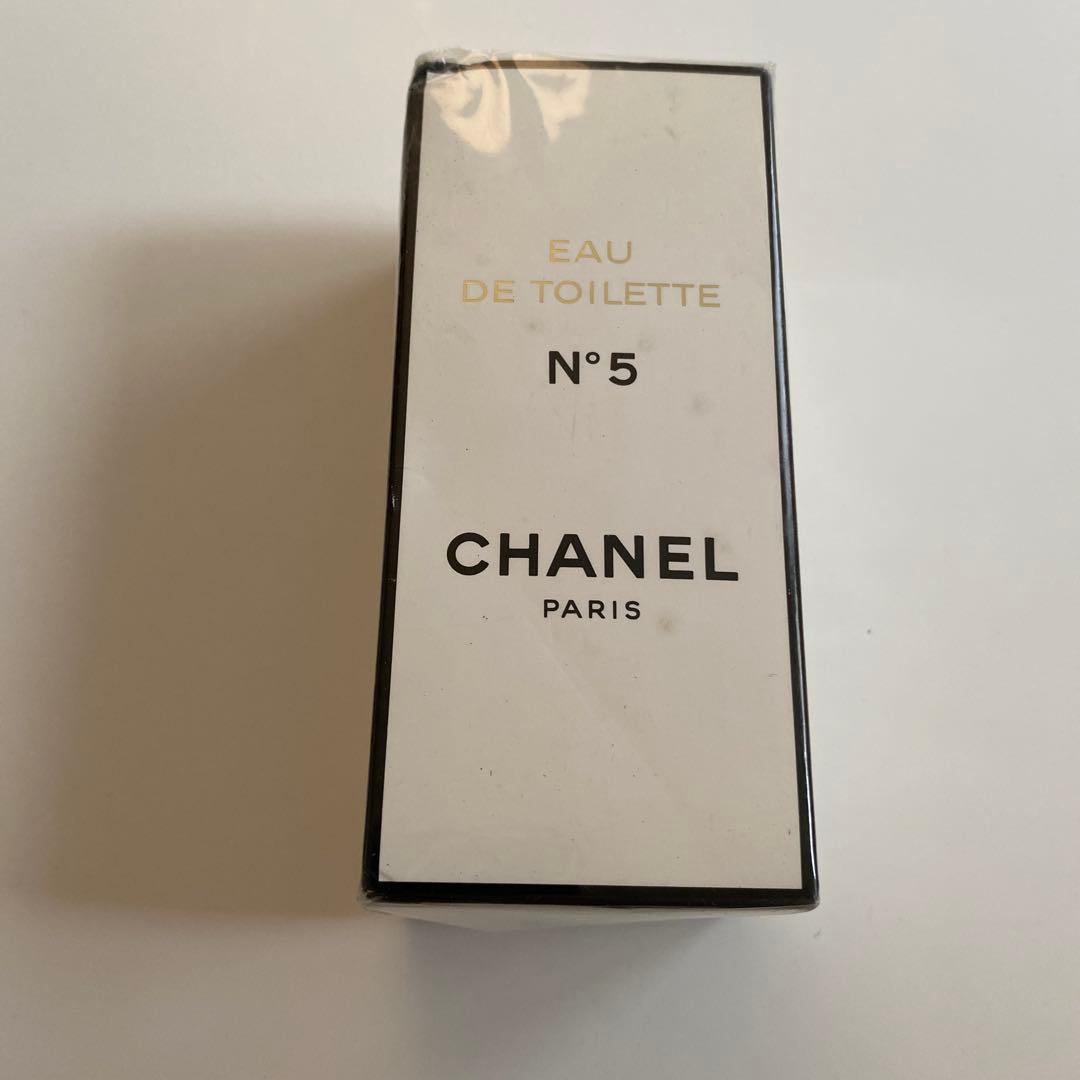 EAU
DE TOILETTE
N°5
CHANEL
PARIS